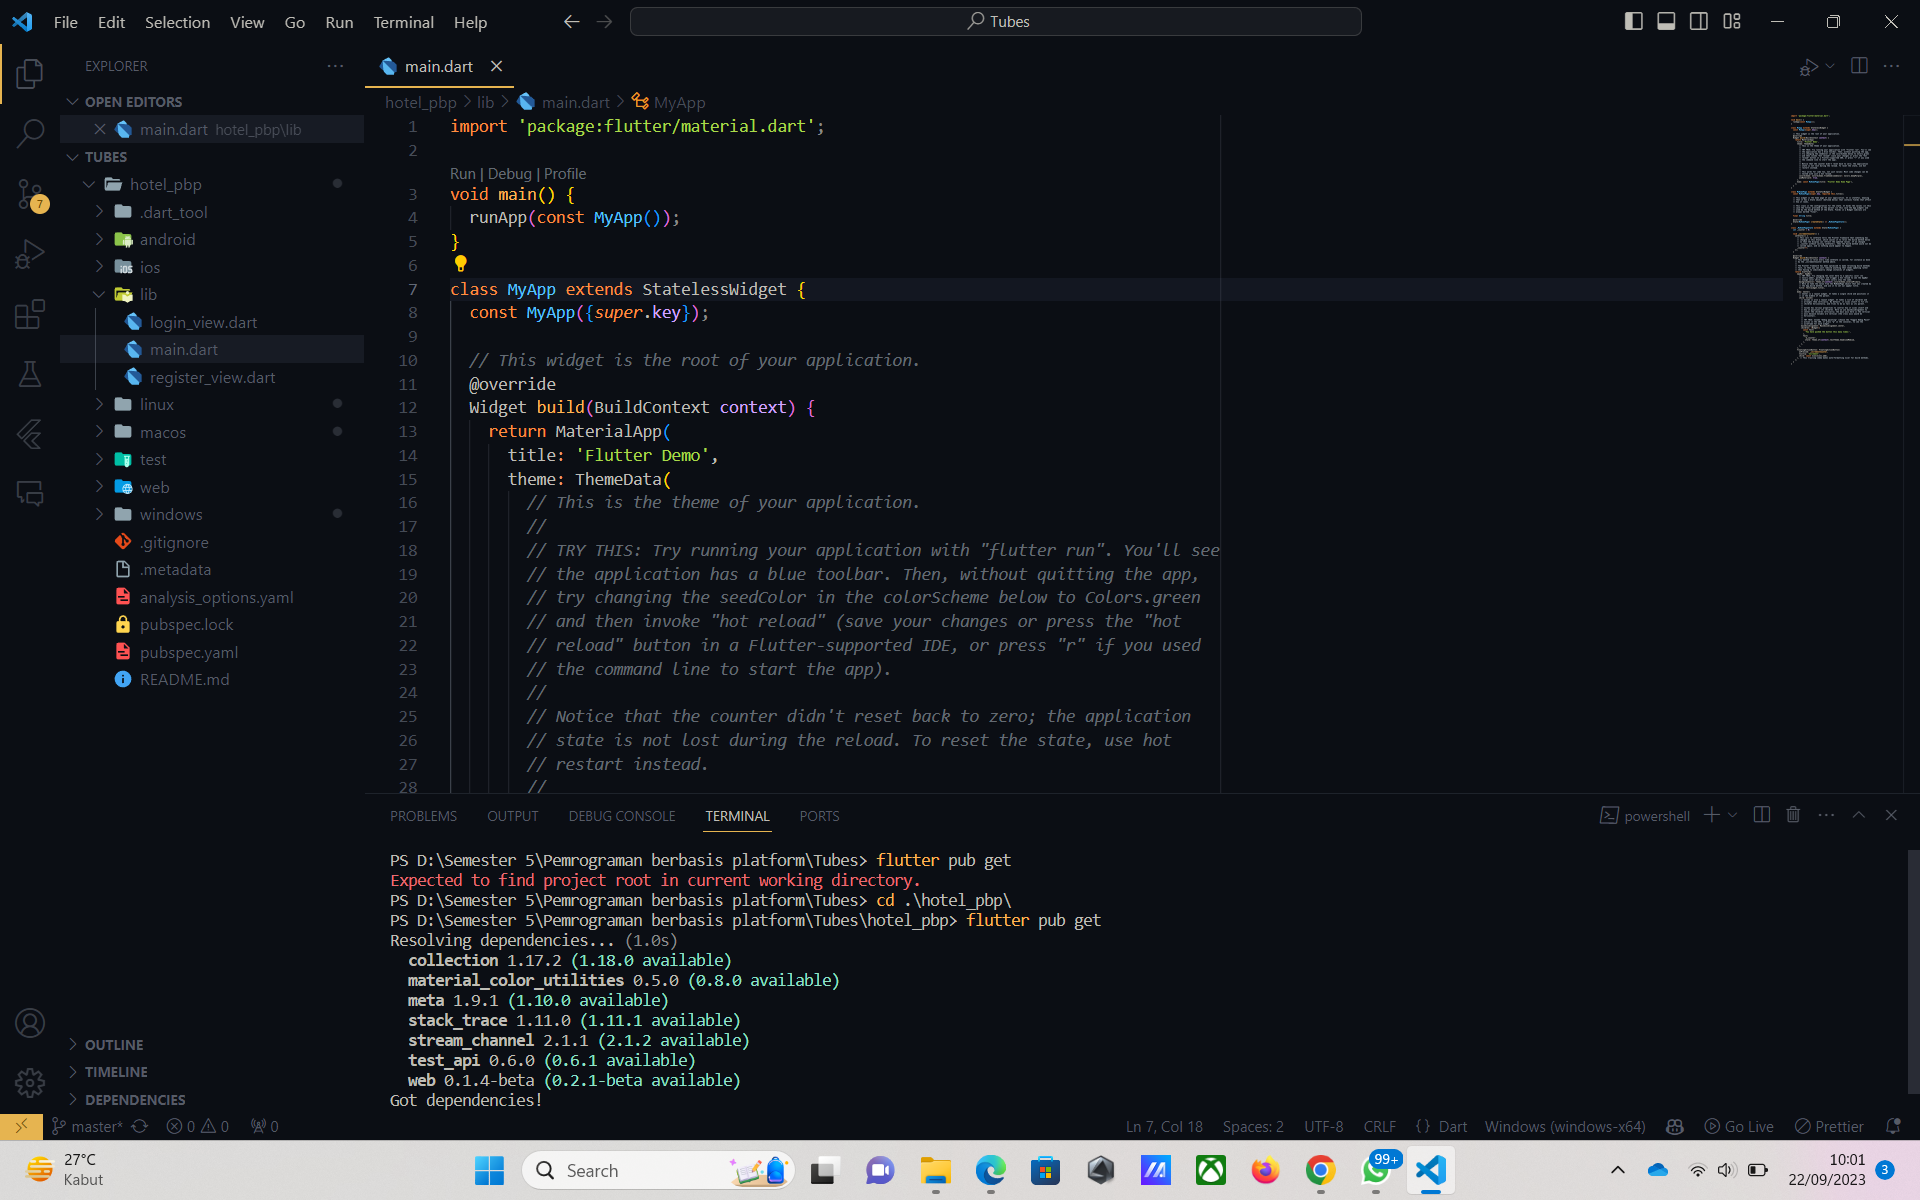 File Edit Selection View Go Run Terminal Help
Tubes
EXPLORER
OPEN EDITORS
main.dart hotel_pbp\lib
TUBES
hotel_pbp
.dart_tool
android
ios
lib
login_view.dart
main.dart
register_view.dart
linux
macos
test
web
windows
.gitignore
.metadata
analysis_options.yaml
pubspec.lock
pubspec.yaml
README.md
OUTLINE
TIMELINE
DEPENDENCIES
7
main.dart
hotel_pbp > lib > main.dart > MyApp
1 import 'package:flutter/material.dart';
2
Run | Debug | Profile
3 void main() {
4 runApp(const MyApp());
5 }
6
7 class MyApp extends StatelessWidget {
8 const MyApp({super.key});
9
10 // This widget is the root of your application.
11 @override
12 Widget build(BuildContext context) {
13 return MaterialApp(
14 title: 'Flutter Demo',
15 theme: ThemeData(
16 // This is the theme of your application.
17 //
18 // TRY THIS: Try running your application with "flutter run". You'll see
19 // the application has a blue toolbar. Then, without quitting the app,
20 // try changing the seedColor in the colorScheme below to Colors.green
21 // and then invoke "hot reload" (save your changes or press the "hot
22 // reload" button in a Flutter-supported IDE, or press "r" if you used
23 // the command line to start the app).
24 //
25 // Notice that the counter didn't reset back to zero; the application
26 // state is not lost during the reload. To reset the state, use hot
27 // restart instead.
28 //
PROBLEMS OUTPUT DEBUG CONSOLE TERMINAL PORTS
powershell
PS D:\Semester 5\Pemrograman berbasis platform\Tubes> flutter pub get
Expected to find project root in current working directory.
PS D:\Semester 5\Pemrograman berbasis platform\Tubes> cd .\hotel_pbp\
PS D:\Semester 5\Pemrograman berbasis platform\Tubes\hotel_pbp> flutter pub get
Resolving dependencies... (1.0s)
collection 1.17.2 (1.18.0 available)
material_color_utilities 0.5.0 (0.8.0 available)
meta 1.9.1 (1.10.0 available)
stack_trace 1.11.0 (1.11.1 available)
stream_channel 2.1.1 (2.1.2 available)
test_api 0.6.0 (0.6.1 available)
web 0.1.4-beta (0.2.1-beta available)
Got dependencies!
master* 0 0 0
Ln 7, Col 18 Spaces: 2 UTF-8 CRLF {} Dart Windows (windows-x64) Go Live Prettier
27°C
Kabut
Search
99+
10:01
22/09/2023
3